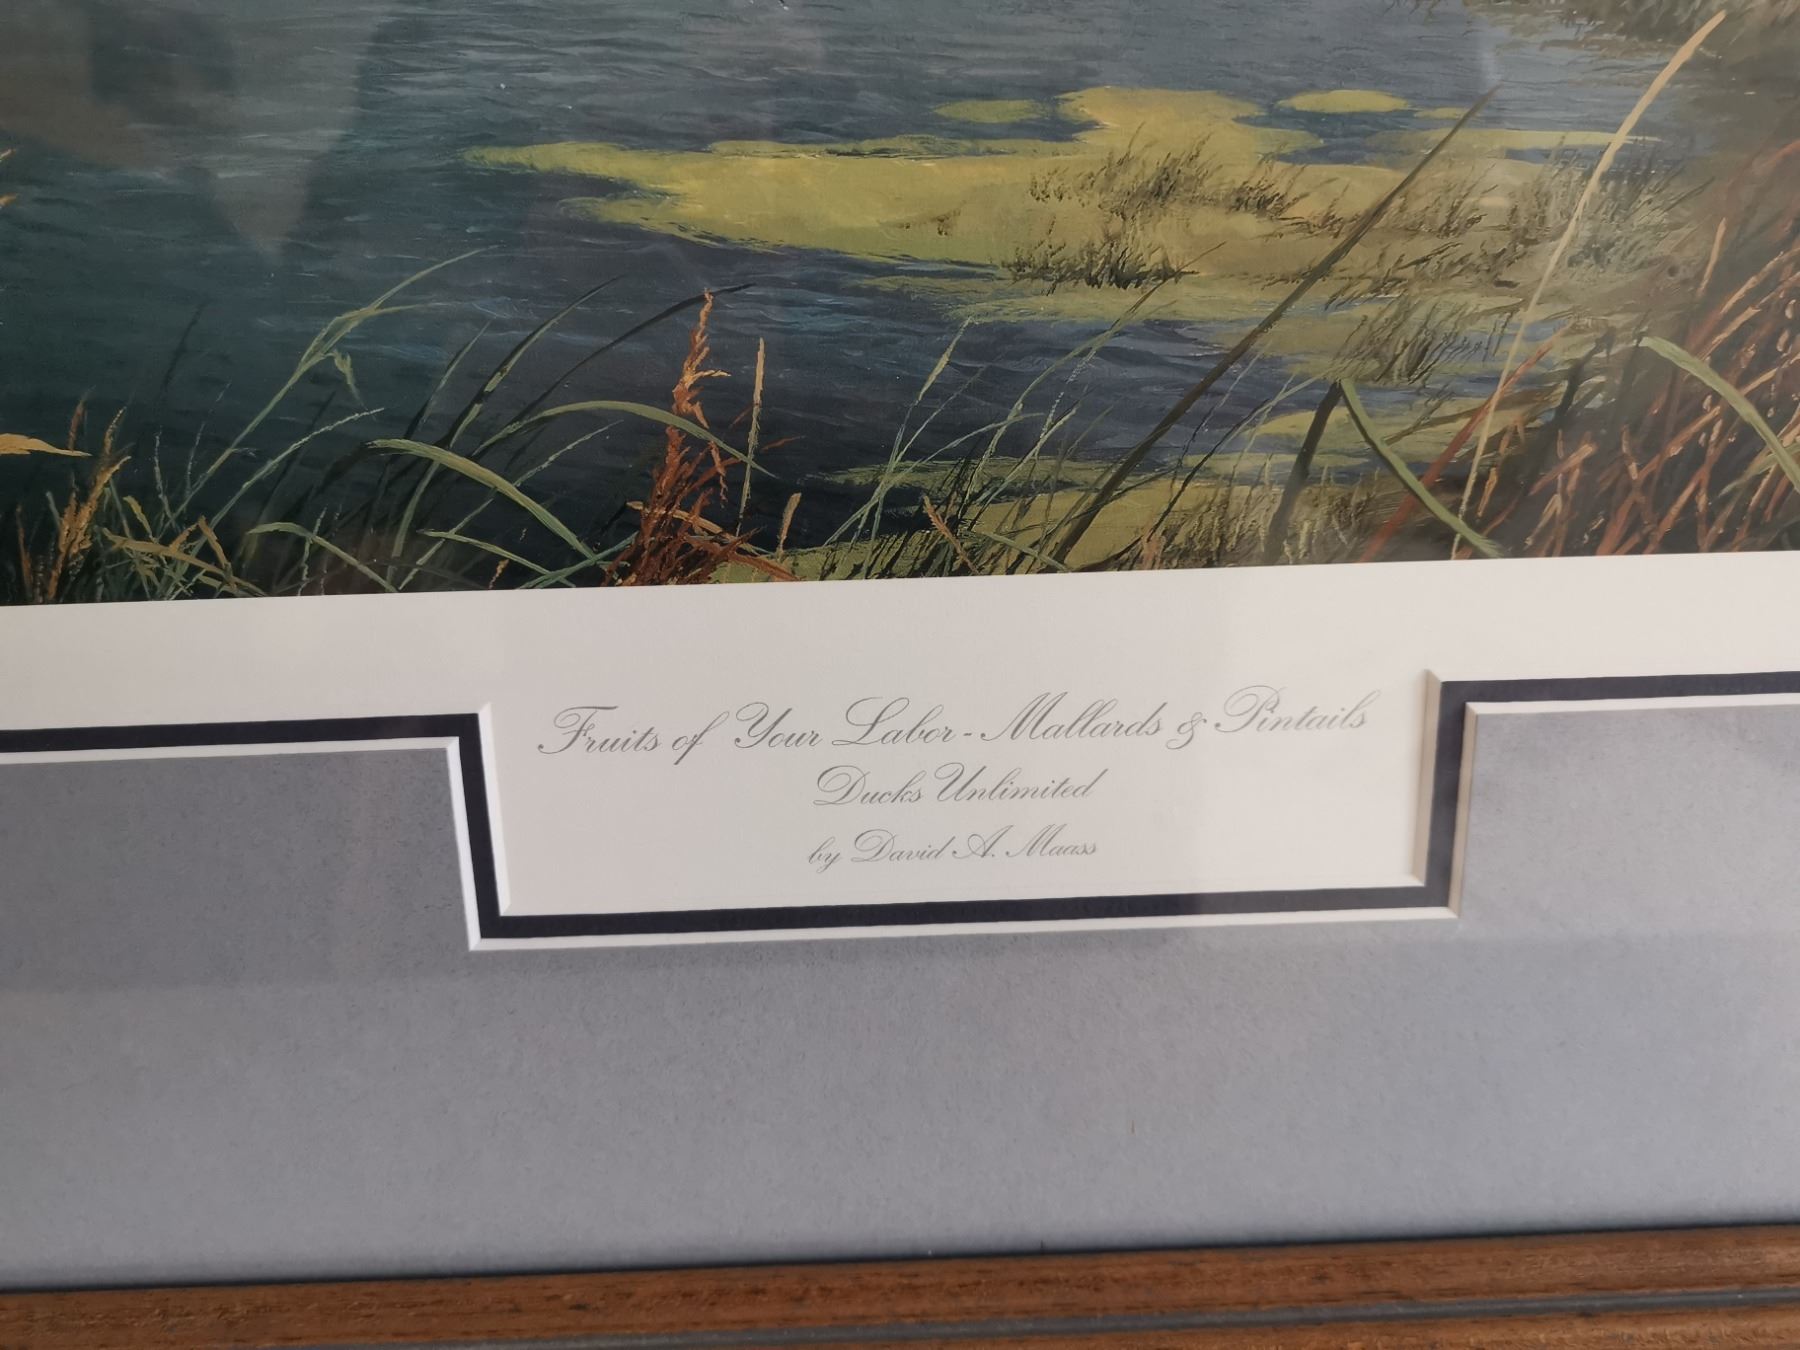 Fruits of Your Labor - Mallards & Pintails
Ducks Unlimited
by David A. Maass